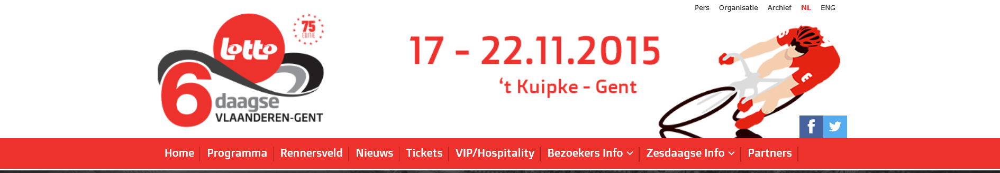 Pers Organisatie Archief NL ENG
75
EDITIE
Lotto
6
daagse
VLAANDEREN-GENT
17 - 22.11.2015
‘t Kuipke - Gent
E
f
Home Programma Rennersveld Nieuws Tickets VIP/Hospitality Bezoekers Info Zesdaagse Info Partners